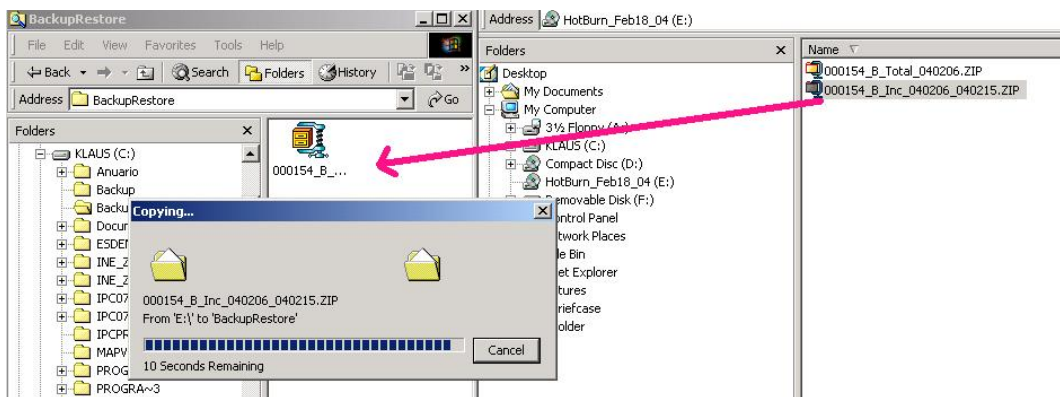 BackupRestore
File Edit View Favorites Tools Help
Back Search Folders History »
Address BackupRestore Go
Folders
KLAUS (C:)
Anuario
Backup
Backu
Docur
INE_Z
INE_Z
IPC07
IPC07
IPCPR
MAPV
PROG
PROGRA~3
000154_B_...
Copying...
000154_B_Inc_040206_040215.ZIP
From 'E:\' to 'BackupRestore'
Cancel
10 Seconds Remaining
Address HotBurn_Feb18_04 (E:)
Folders
Desktop
My Documents
My Computer
3½ Floppy (A:)
KLAUS (C:)
Compact Disc (D:)
HotBurn_Feb18_04 (E:)
Removable Disk (F:)
ontrol Panel
twork Places
le Bin
et Explorer
tures
riefcase
older
Name
000154_B_Total_040206.ZIP
000154_B_Inc_040206_040215.ZIP